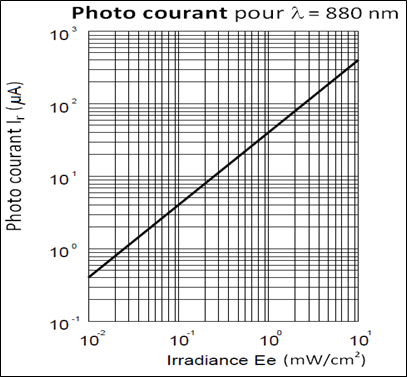 Photo courant pour λ = 880 nm
Photo courant Iᵣ (µA)
10³
10²
10¹
10⁰
10⁻¹
10⁻² 10⁻¹ 10⁰ 10¹
Irradiance Ee (mW/cm²)